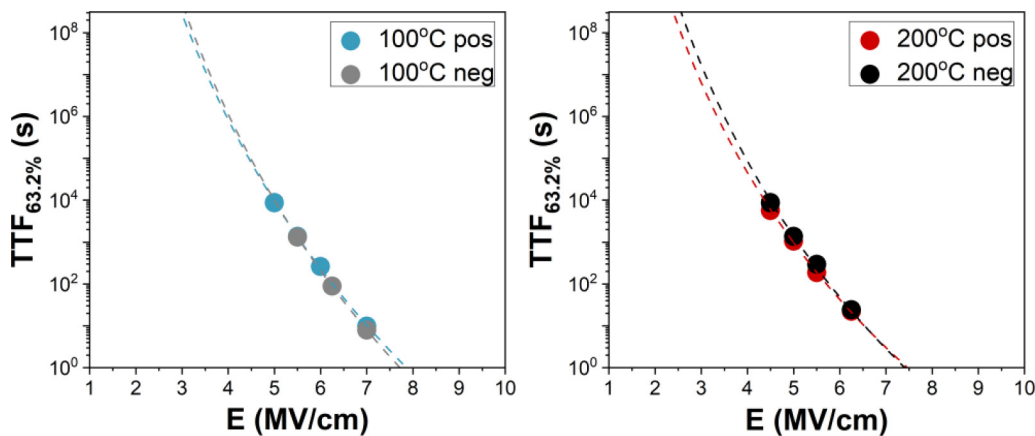 TTF63.2% (s)
10^8
10^6
10^4
10^2
10^0
100°C pos
100°C neg
1 2 3 4 5 6 7 8 9 10
E (MV/cm)
TTF63.2% (s)
10^8
10^6
10^4
10^2
10^0
200°C pos
200°C neg
1 2 3 4 5 6 7 8 9 10
E (MV/cm)